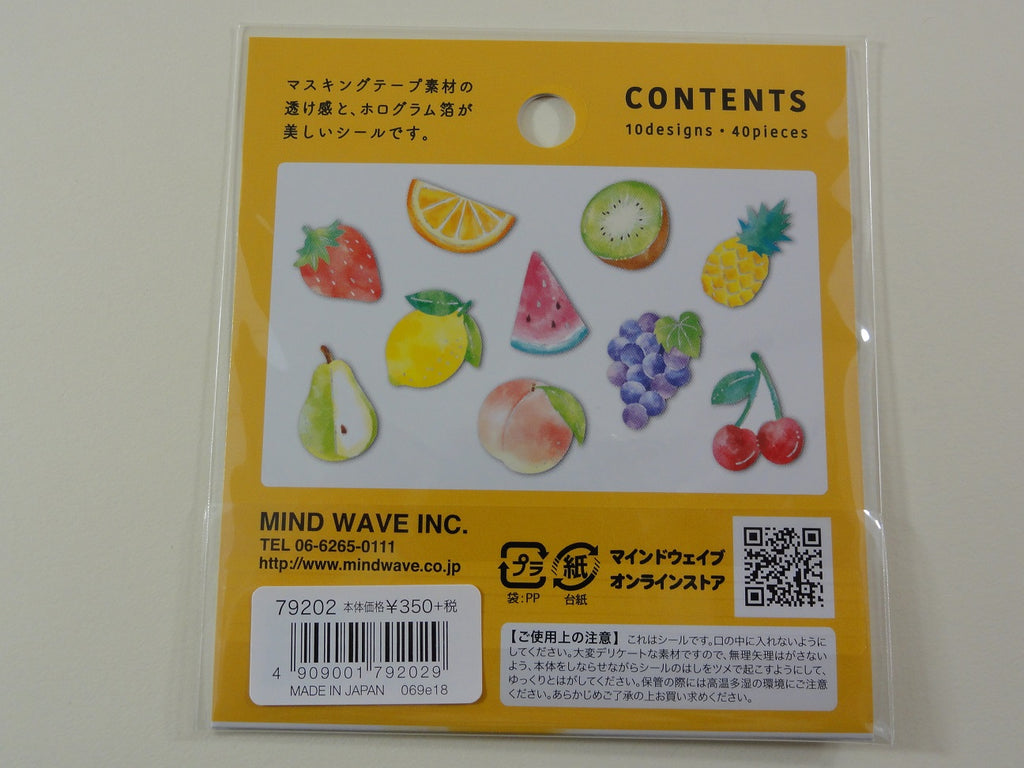 マスキングテープ素材の
透け感と、ホログラム箔が
美しいシールです。
CONTENTS
10designs・40pieces
MIND WAVE INC.
TEL 06-6265-0111
http://www.mindwave.co.jp
プラ
袋:PP
紙
台紙
マインドウェイブ
オンラインストア
79202 本体価格¥350+税
4 909001 792029
MADE IN JAPAN 069e18
【ご使用上の注意】 これはシールです。口の中に入れないように
してください。大変デリケートな素材ですので、無理矢理はがさない
よう、本体をしならせながらシールのはしをツメで起こすようにして、
ゆっくりとはがしてください。保管の際には高温多湿の環境にご注意
ください。あらかじめご了承の上お買い求めください。